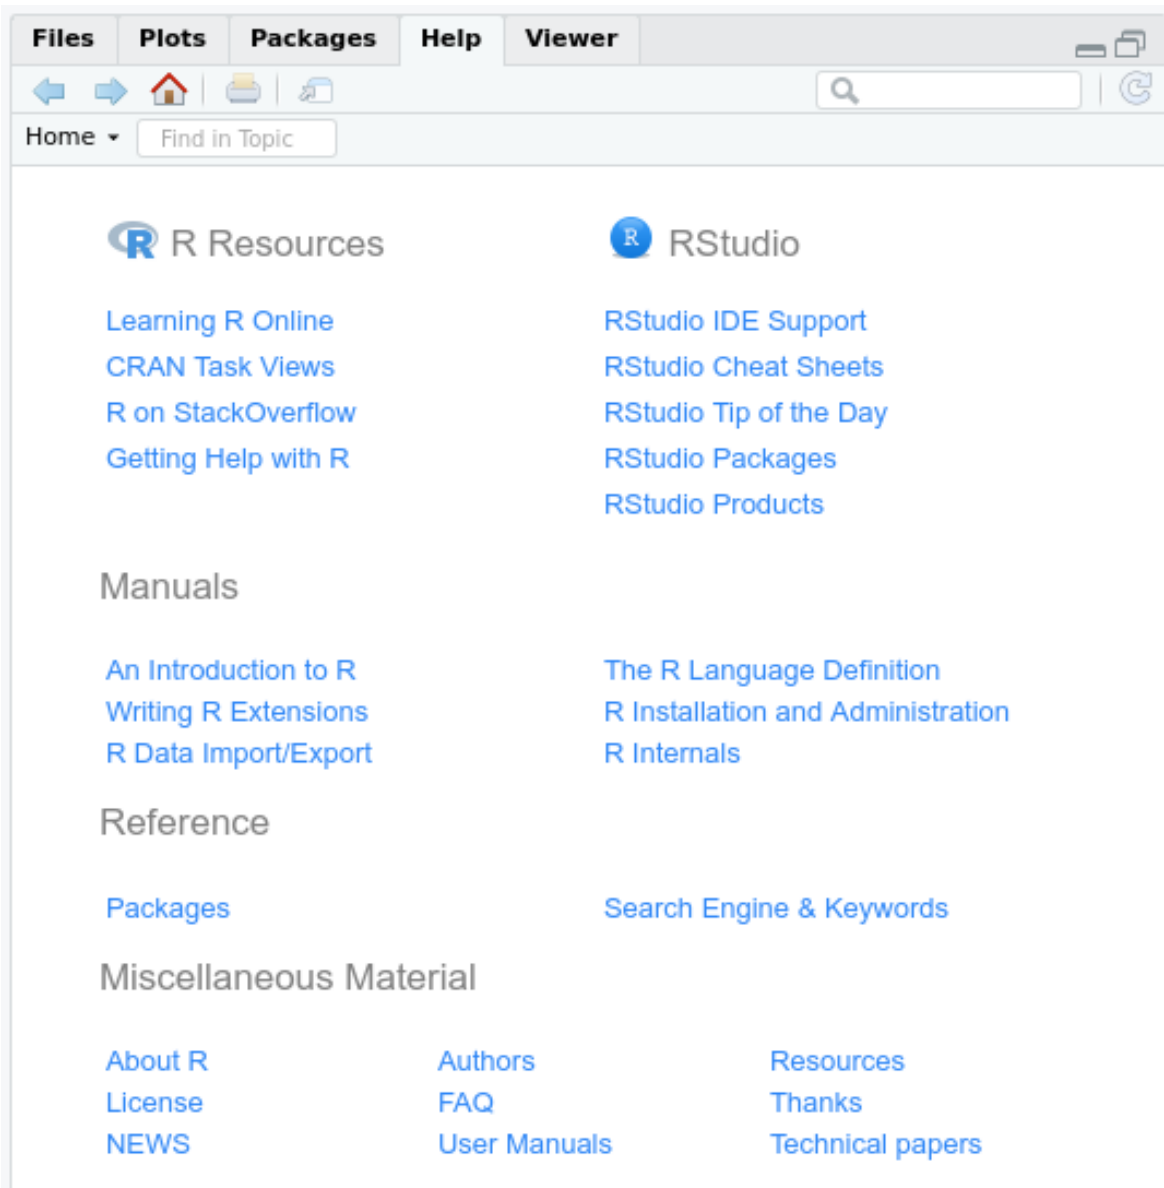 Files Plots Packages Help Viewer
Home Find in Topic
R R Resources
R RStudio
Learning R Online
CRAN Task Views
R on StackOverflow
Getting Help with R
RStudio IDE Support
RStudio Cheat Sheets
RStudio Tip of the Day
RStudio Packages
RStudio Products
Manuals
An Introduction to R
Writing R Extensions
R Data Import/Export
The R Language Definition
R Installation and Administration
R Internals
Reference
Packages
Search Engine & Keywords
Miscellaneous Material
About R
License
NEWS
Authors
FAQ
User Manuals
Resources
Thanks
Technical papers